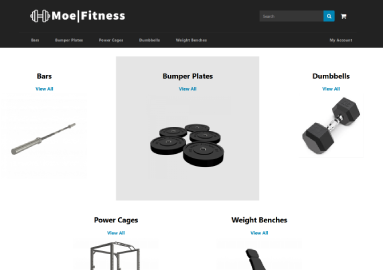 Moe|Fitness
Search
Bars Bumper Plates Power Cages Dumbbells Weight Benches My Account
Bars Bumper Plates Dumbbells
View All View All View All
Power Cages Weight Benches
View All View All